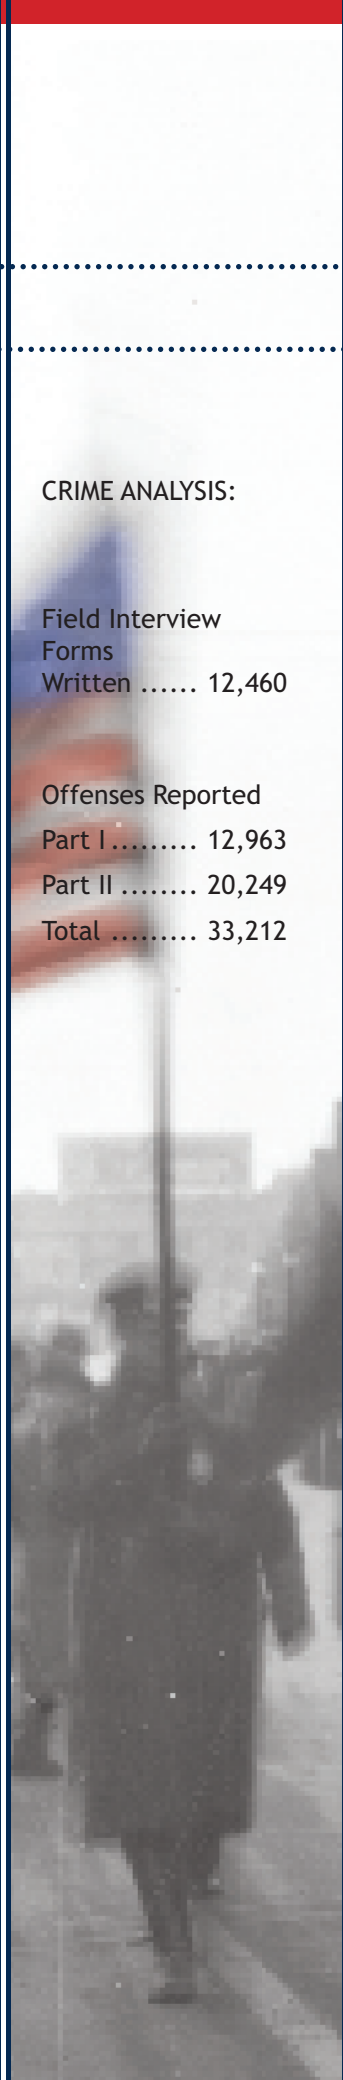 CRIME ANALYSIS:
Field Interview
Forms
Written ...... 12,460
Offenses Reported
Part I ......... 12,963
Part II ........ 20,249
Total ......... 33,212